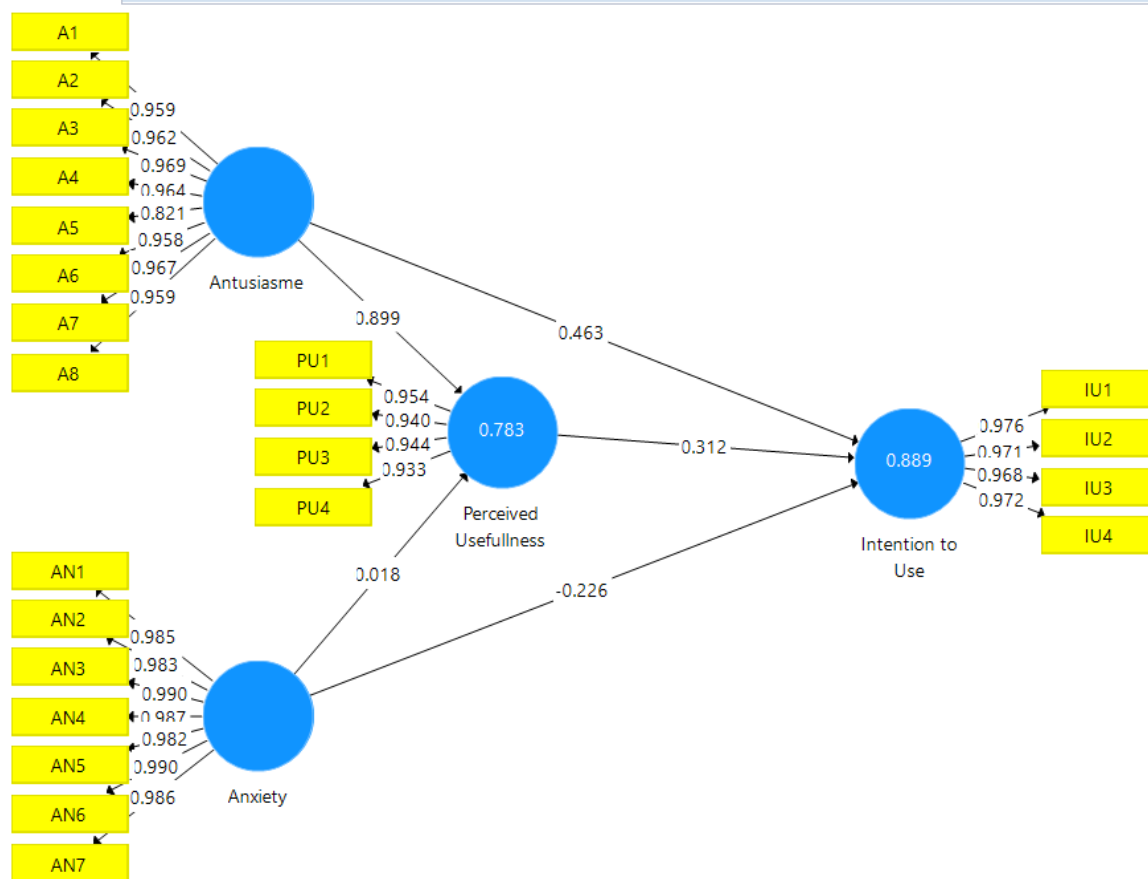 A1
A2
A3
A4
A5
A6
A7
A8
0.959
0.962
0.969
0.964
0.821
0.958
0.967
0.959
Antusiasme
0.899
0.463
PU1
PU2
PU3
PU4
0.954
0.940
0.944
0.933
0.783
Perceived
Usefullness
0.312
0.889
Intention to
Use
0.976
0.971
0.968
0.972
IU1
IU2
IU3
IU4
0.018
-0.226
AN1
AN2
AN3
AN4
AN5
AN6
AN7
0.985
0.983
0.990
0.987
0.982
0.990
0.986
Anxiety